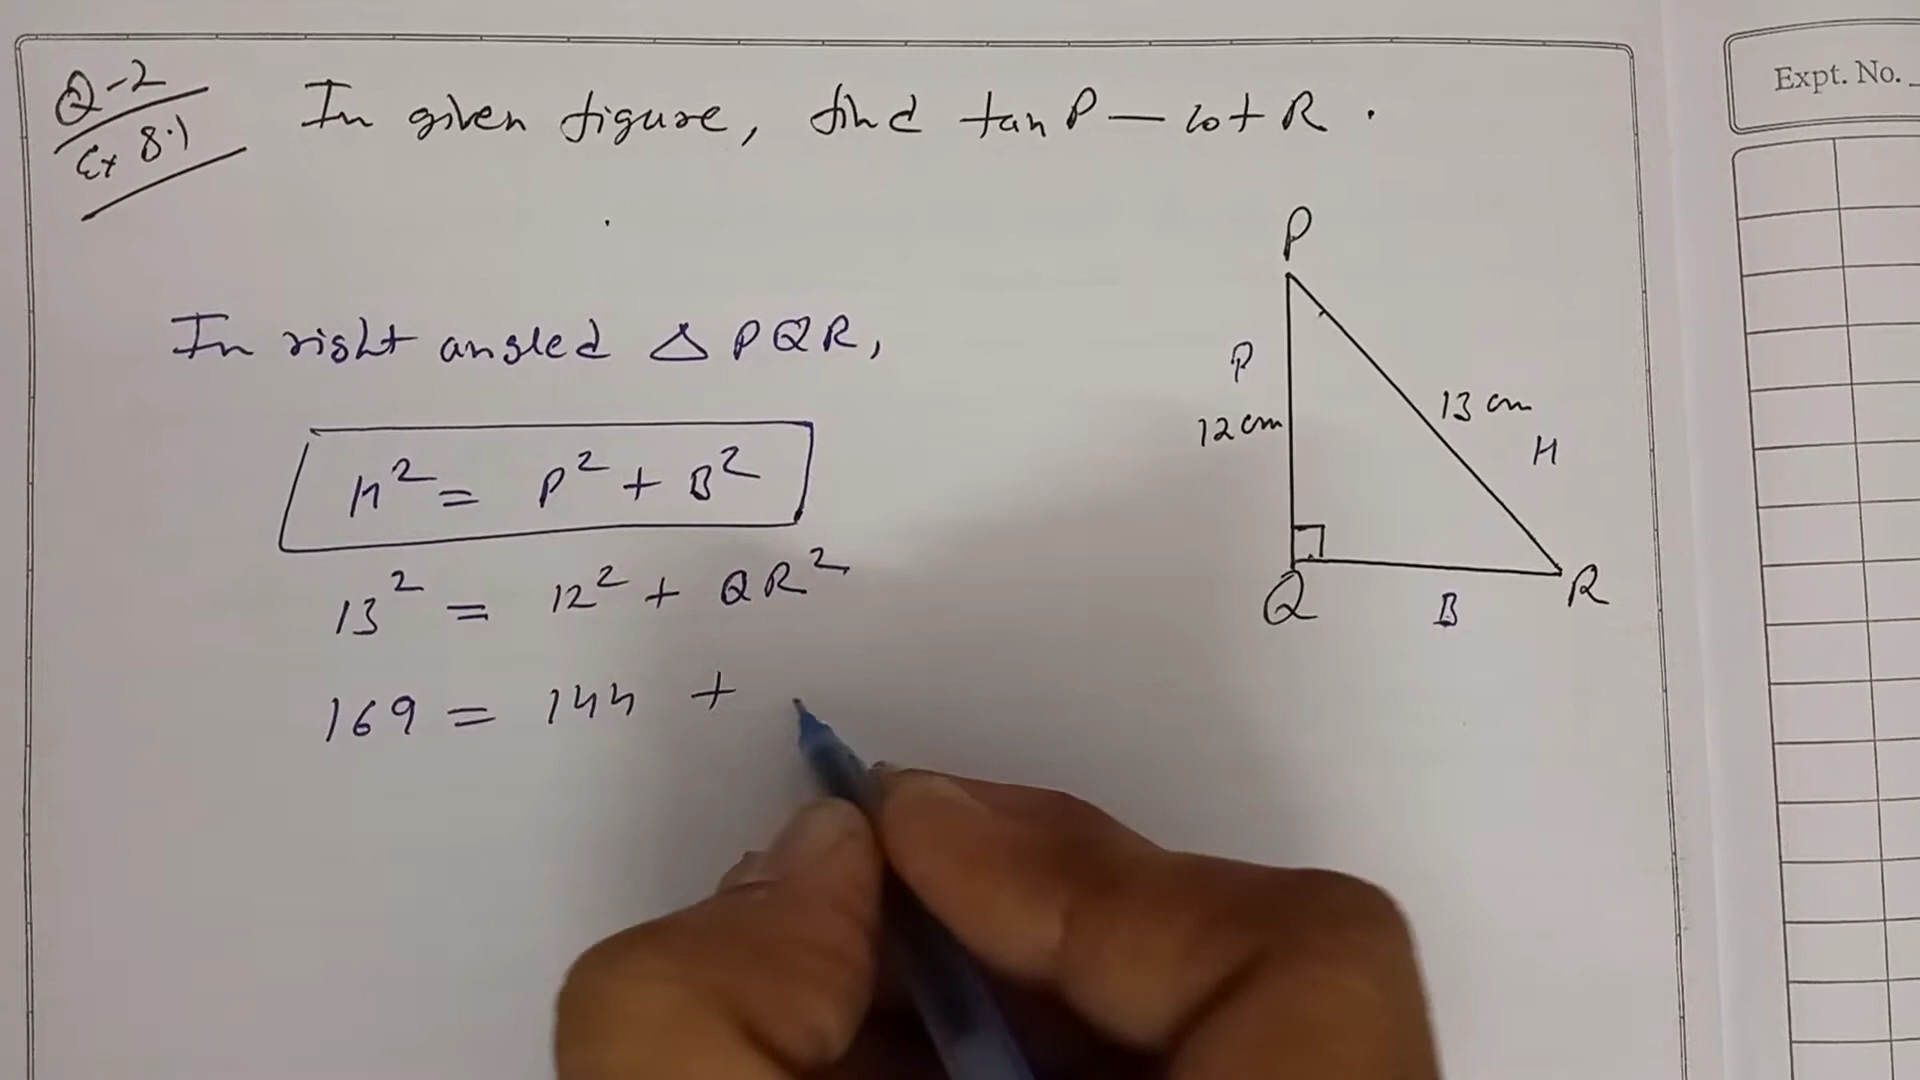 Q-2
Ex 8.1
In given figure, find tan P — cot R .
Expt. No.
P
In right angled △ PQR,
P
12 cm
13 cm
H
H² = P² + B²
13² = 12² + QR²
Q
B
R
169 = 144 +